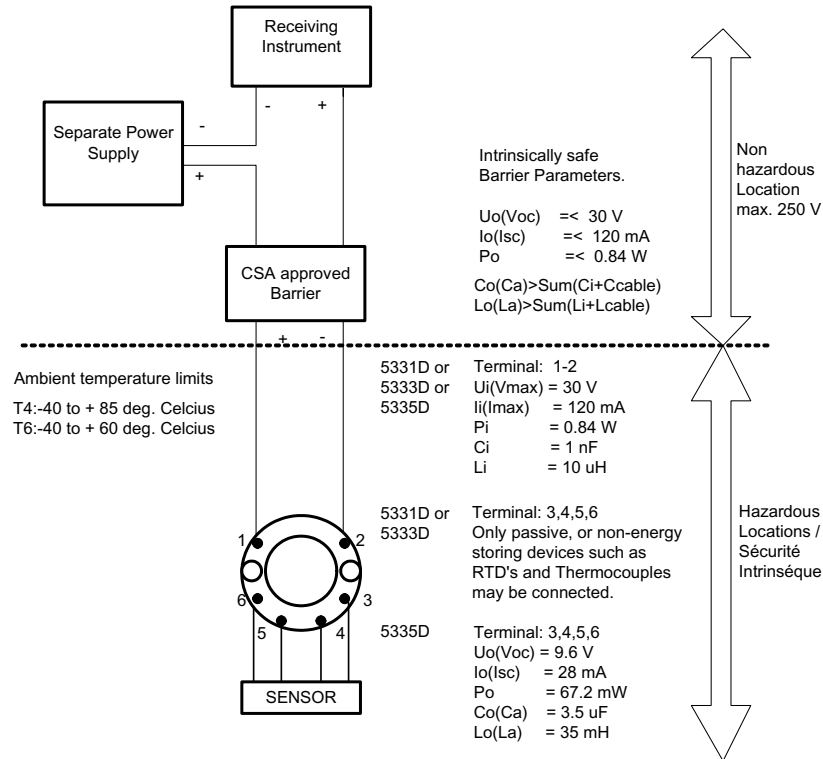 Receiving
Instrument
-
+
Separate Power
Supply
-
+
CSA approved
Barrier
+
-
Intrinsically safe
Barrier Parameters.
Uo(Voc) =< 30 V
Io(Isc) =< 120 mA
Po =< 0.84 W
Co(Ca)>Sum(Ci+Ccable)
Lo(La)>Sum(Li+Lcable)
Non
hazardous
Location
max. 250 V
Ambient temperature limits
T4:-40 to + 85 deg. Celcius
T6:-40 to + 60 deg. Celcius
5331D or
5333D or
5335D
Terminal: 1-2
Ui(Vmax) = 30 V
Ii(Imax) = 120 mA
Pi = 0.84 W
Ci = 1 nF
Li = 10 uH
5331D or
5333D
Terminal: 3,4,5,6
Only passive, or non-energy
storing devices such as
RTD's and Thermocouples
may be connected.
Hazardous
Locations /
Sécurité
Intrinséque
1
2
6
3
5
4
SENSOR
5335D
Terminal: 3,4,5,6
Uo(Voc) = 9.6 V
Io(Isc) = 28 mA
Po = 67.2 mW
Co(Ca) = 3.5 uF
Lo(La) = 35 mH